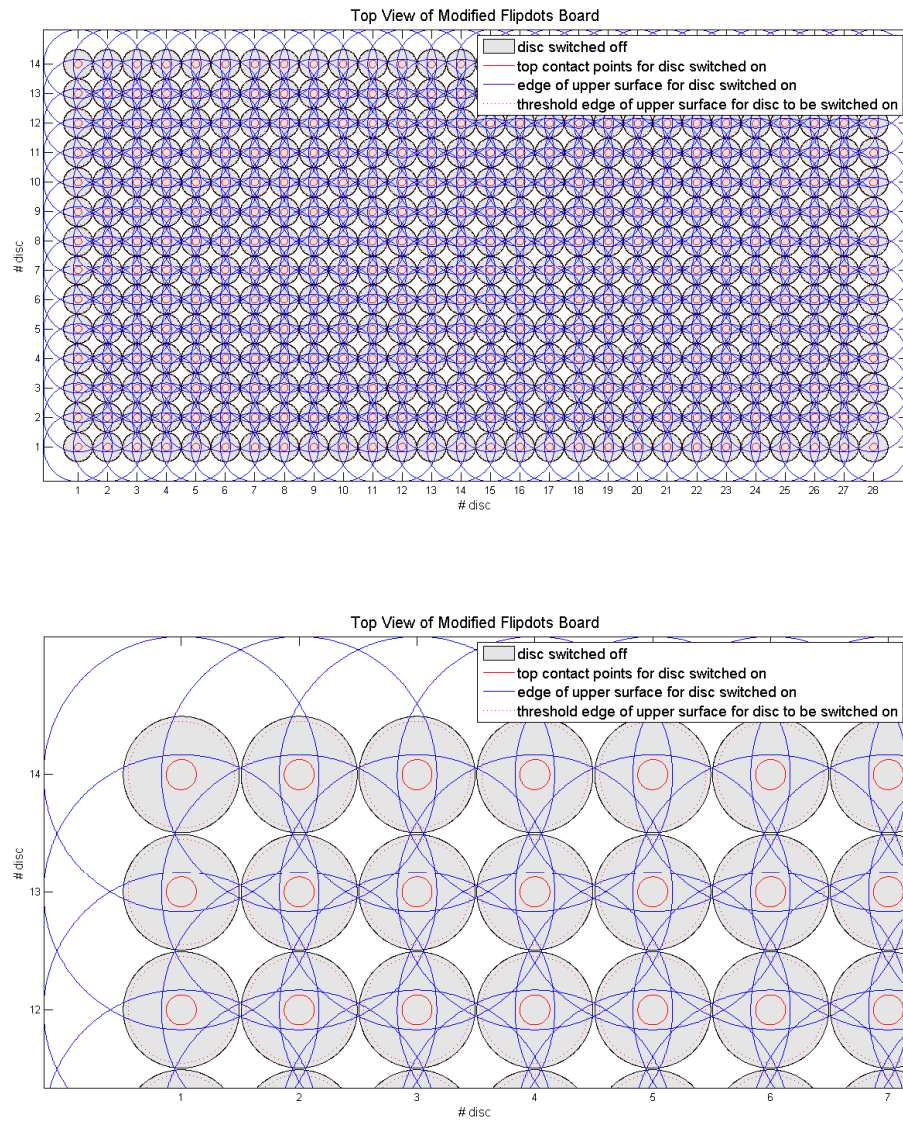 Top View of Modified Flipdots Board
disc switched off
top contact points for disc switched on
edge of upper surface for disc switched on
threshold edge of upper surface for disc to be switched on
14
13
12
11
10
9
8
7
6
5
4
3
2
1
# disc
1 2 3 4 5 6 7 8 9 10 11 12 13 14 15 16 17 18 19 20 21 22 23 24 25 26 27 28
# disc
Top View of Modified Flipdots Board
disc switched off
top contact points for disc switched on
edge of upper surface for disc switched on
threshold edge of upper surface for disc to be switched on
14
13
12
# disc
1 2 3 4 5 6 7
# disc